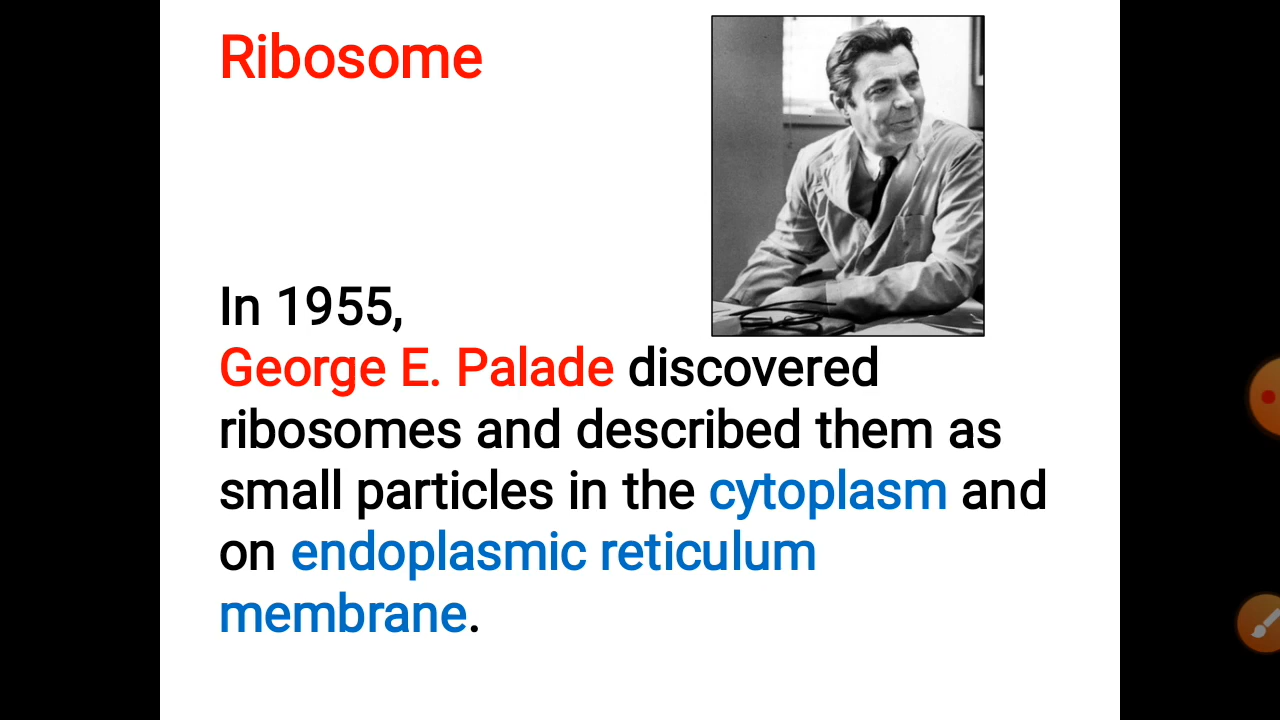 Ribosome
In 1955,
George E. Palade discovered
ribosomes and described them as
small particles in the cytoplasm and
on endoplasmic reticulum
membrane.